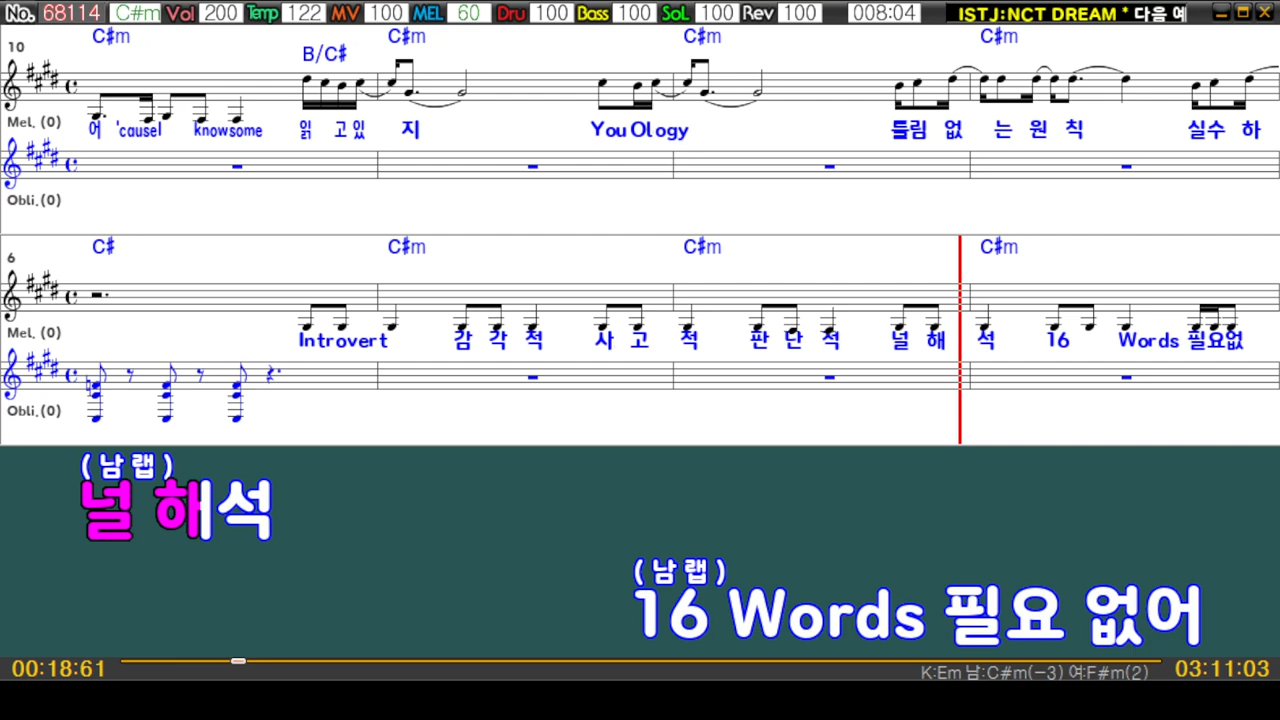 No. 68114 C#m Vol 200 Temp 122 MV 100 MEL 60 Dru 100 Bass 100 SoL 100 Rev 100 008:04 ISTJ:NCT DREAM * 다음 예
10 C♯m B/C♯ C♯m C♯m C♯m
Mel. (0) 어 'causeI knowsome 읽 고 있 지 You Ology 틀림 없 는 원 칙 실수 하
Obli.(0)
6 C♯ C♯m C♯m C♯m
Mel. (0) Introvert 감 각 적 사 고 적 판 단 적 널 해 석 16 Words 필요없
Obli.(0)
(남랩)
널 해석
(남랩)
16 Words 필요 없어
00:18:61 K:Em 남:C#m(-3) 여:F#m(2) 03:11:03